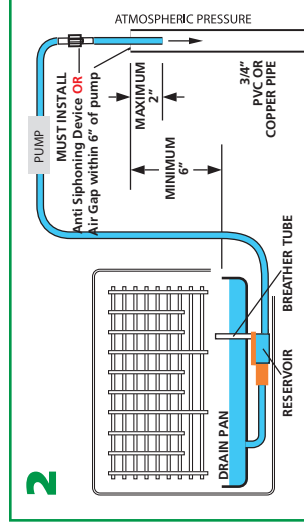 2
ATMOSPHERIC PRESSURE
PUMP
MUST INSTALL
Anti Siphoning Device OR
Air Gap within 6" of pump
MAXIMUM
2"
MINIMUM
6"
3/4"
PVC OR
COPPER PIPE
DRAIN PAN
BREATHER TUBE
RESERVOIR